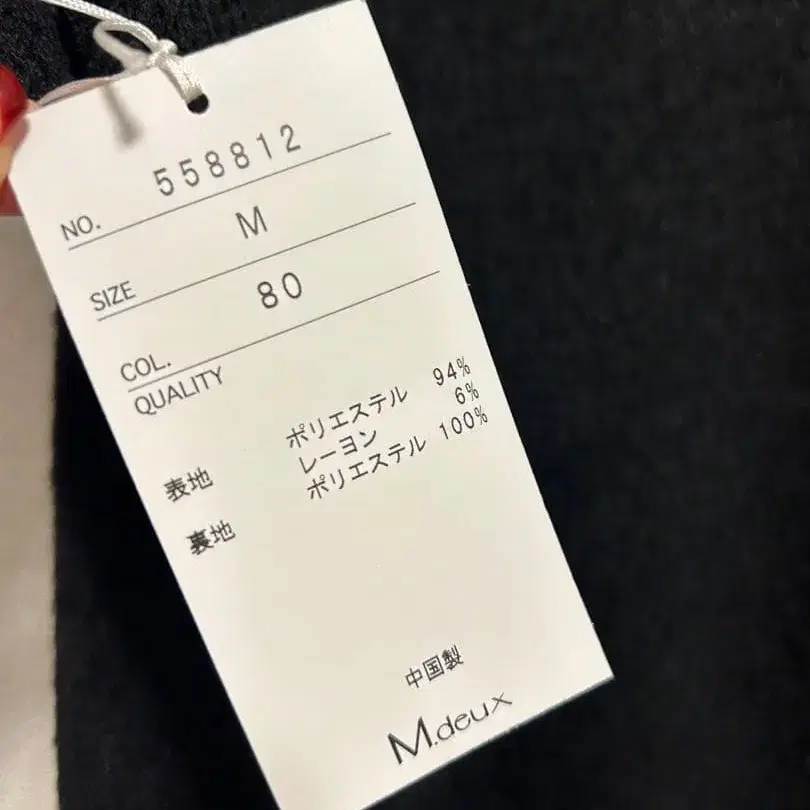 NO. 558812
SIZE M
COL. 80
QUALITY
表地 ポリエステル 94%
レーヨン 6%
裏地 ポリエステル 100%
中国製
M.deux